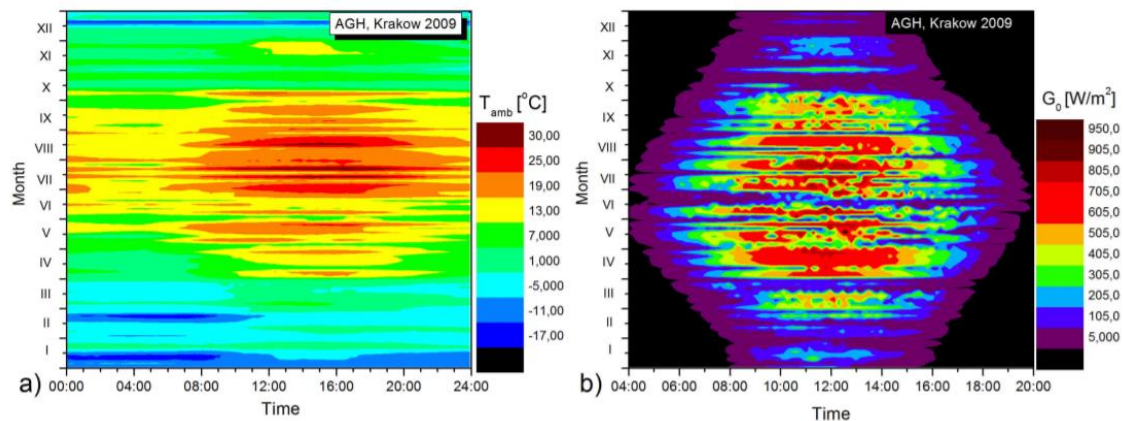 AGH, Krakow 2009
XII
XI
X
IX
VIII
VII
VI
V
IV
III
II
I
Month
00:00 04:00 08:00 12:00 16:00 20:00 24:00
Time
a)
T_amb [°C]
30,00
25,00
19,00
13,00
7,000
1,000
-5,000
-11,00
-17,00
AGH, Krakow 2009
XII
XI
X
IX
VIII
VII
VI
V
IV
III
II
I
Month
04:00 06:00 08:00 10:00 12:00 14:00 16:00 18:00 20:00
Time
b)
G₀ [W/m²]
950,0
905,0
805,0
705,0
605,0
505,0
405,0
305,0
205,0
105,0
5,000